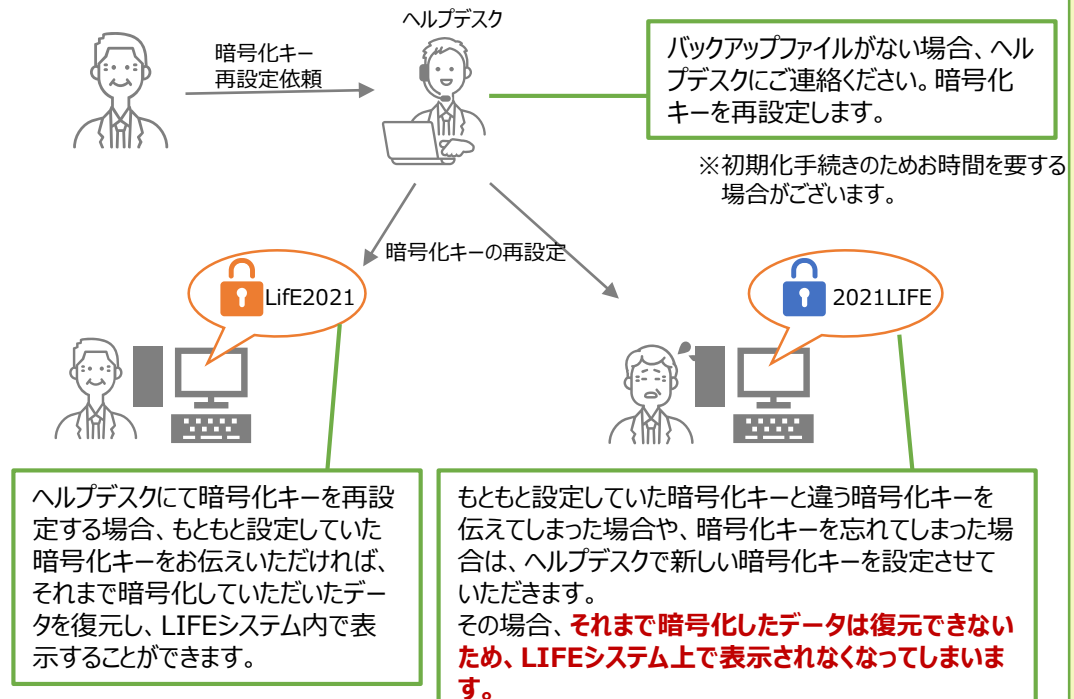 ヘルプデスク
暗号化キー
再設定依頼
バックアップファイルがない場合、ヘル
プデスクにご連絡ください。暗号化
キーを再設定します。
※初期化手続きのためお時間を要する
場合がございます。
暗号化キーの再設定
LifE2021
2021LIFE
ヘルプデスクにて暗号化キーを再設
定する場合、もともと設定していた
暗号化キーをお伝えいただければ、
それまで暗号化していただいたデー
タを復元し、LIFEシステム内で表
示することができます。
もともと設定していた暗号化キーと違う暗号化キーを
伝えてしまった場合や、暗号化キーを忘れてしまった場
合は、ヘルプデスクで新しい暗号化キーを設定させて
いただきます。
その場合、それまで暗号化したデータは復元できない
ため、LIFEシステム上で表示されなくなってしまいま
す。